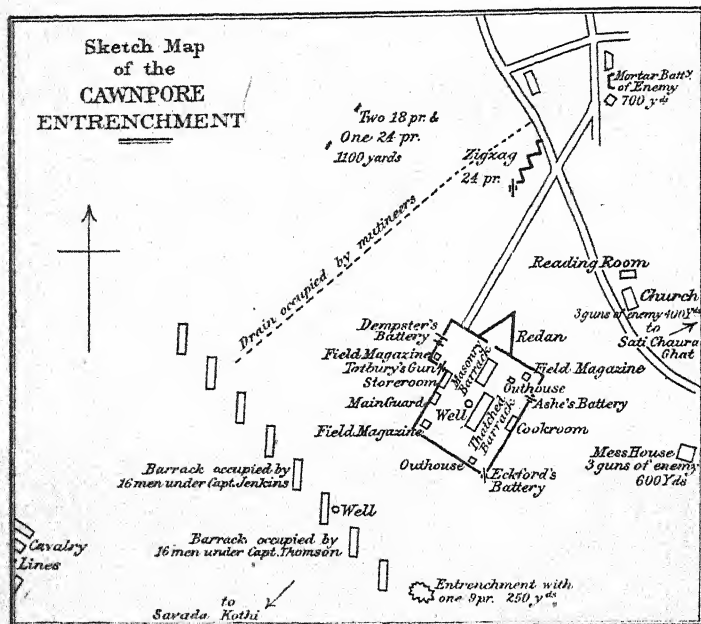 Sketch Map
of the
CAWNPORE
ENTRENCHMENT
Two 18 pr. &
One 24 pr.
1100 yards
Mortar Batty.
of Enemy
700 yds
Zigzag
24 pr.
Drain occupied by mutineers
Reading Room
Church
3 guns of enemy 400 Yds
to
Sati Chaura
Ghat
Dempster's
Battery
Redan
Field Magazine
Totbury's Gun
Storeroom
Main Guard
Field Magazine
Masonry
Barrack
Well
Thatched
Barrack
Field Magazine
Outhouse
Ashe's Battery
Cookroom
Outhouse
Eckford's
Battery
Mess House
3 guns of enemy
600 Yds
Barrack occupied by
16 men under Capt. Jenkins
Well
Barrack occupied by
16 men under Capt. Thomson
Cavalry
Lines
to
Savada Kothi
Entrenchment with
one 9 pr. 250 yds